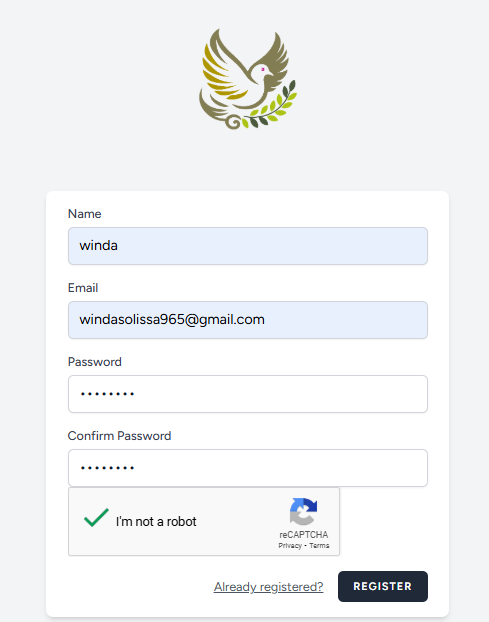 Name
winda
Email
windasolissa965@gmail.com
Password
••••••••
Confirm Password
••••••••
I'm not a robot
reCAPTCHA
Privacy - Terms
Already registered?
REGISTER